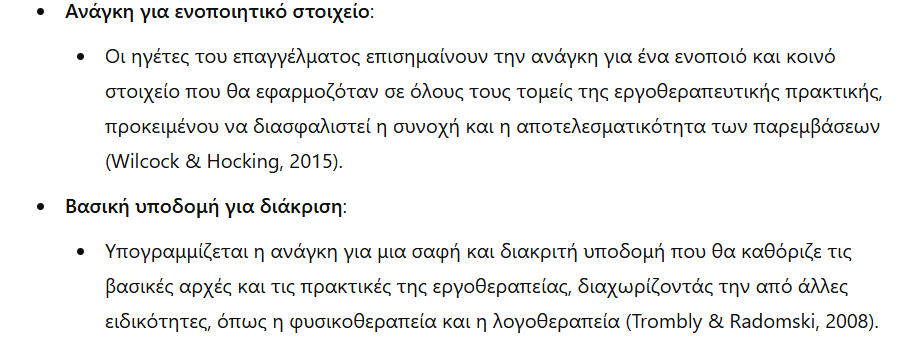 Ανάγκη για ενοποιητικό στοιχείο:
Οι ηγέτες του επαγγέλματος επισημαίνουν την ανάγκη για ένα ενοποιό και κοινό
στοιχείο που θα εφαρμοζόταν σε όλους τους τομείς της εργοθεραπευτικής πρακτικής,
προκειμένου να διασφαλιστεί η συνοχή και η αποτελεσματικότητα των παρεμβάσεων
(Wilcock & Hocking, 2015).
Βασική υποδομή για διάκριση:
Υπογραμμίζεται η ανάγκη για μια σαφή και διακριτή υποδομή που θα καθόριζε τις
βασικές αρχές και τις πρακτικές της εργοθεραπείας, διαχωρίζοντάς την από άλλες
ειδικότητες, όπως η φυσικοθεραπεία και η λογοθεραπεία (Trombly & Radomski, 2008).